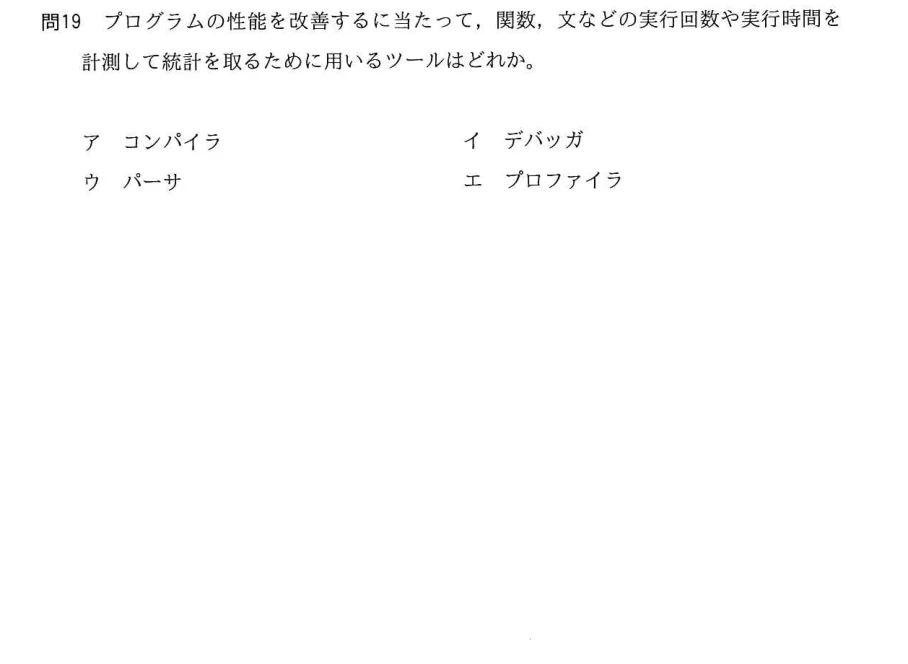 問19 プログラムの性能を改善するに当たって，関数，文などの実行回数や実行時間を
計測して統計を取るために用いるツールはどれか。
ア コンパイラ イ デバッガ
ウ パーサ エ プロファイラ